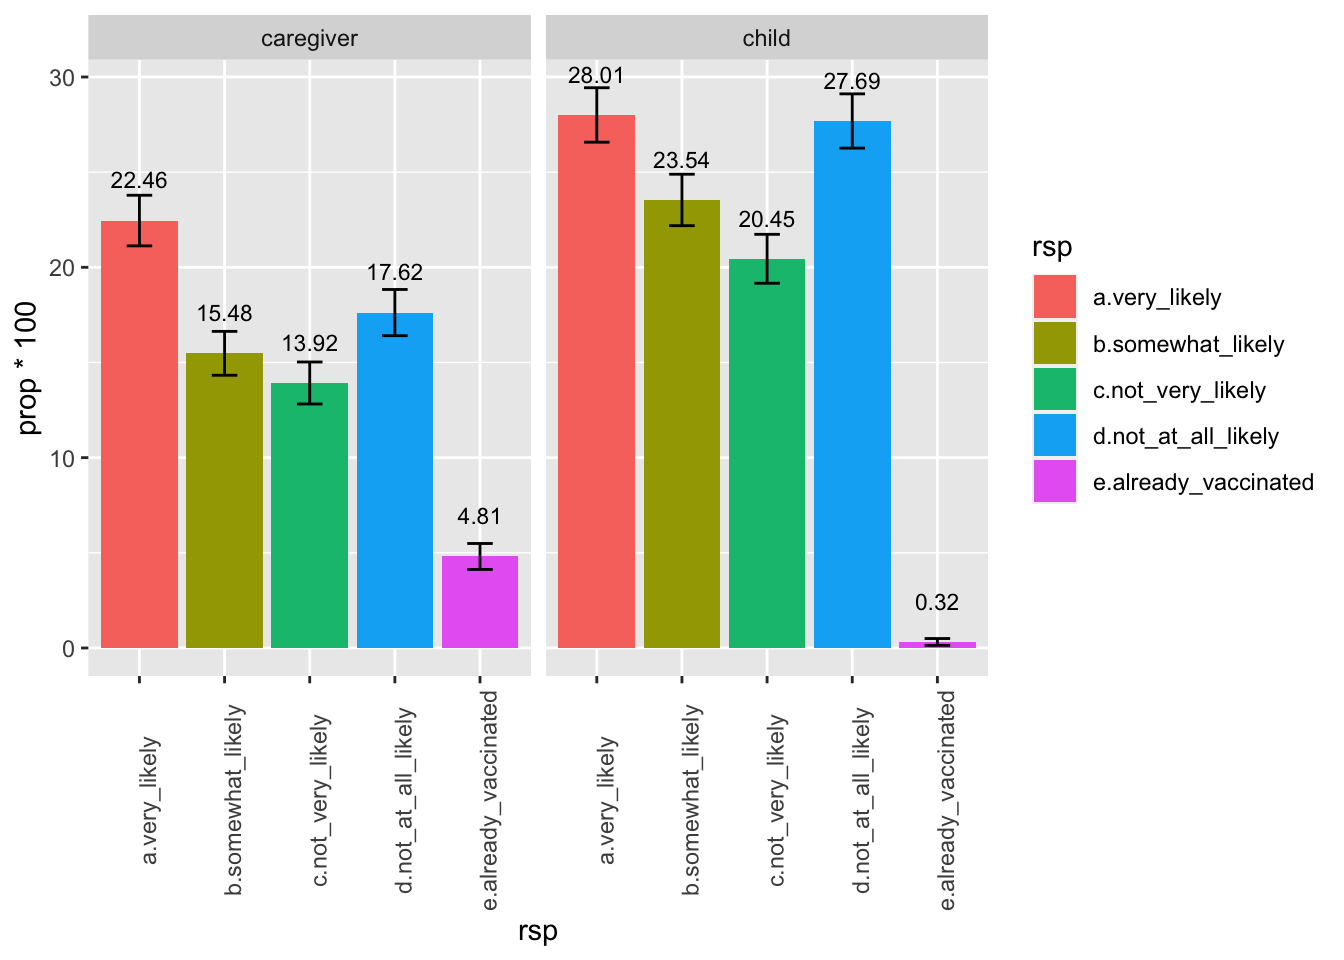 caregiver
child
prop * 100
30
20
10
0
22.46
15.48
13.92
17.62
4.81
28.01
23.54
20.45
27.69
0.32
a.very_likely
b.somewhat_likely
c.not_very_likely
d.not_at_all_likely
e.already_vaccinated
a.very_likely
b.somewhat_likely
c.not_very_likely
d.not_at_all_likely
e.already_vaccinated
rsp
rsp
a.very_likely
b.somewhat_likely
c.not_very_likely
d.not_at_all_likely
e.already_vaccinated